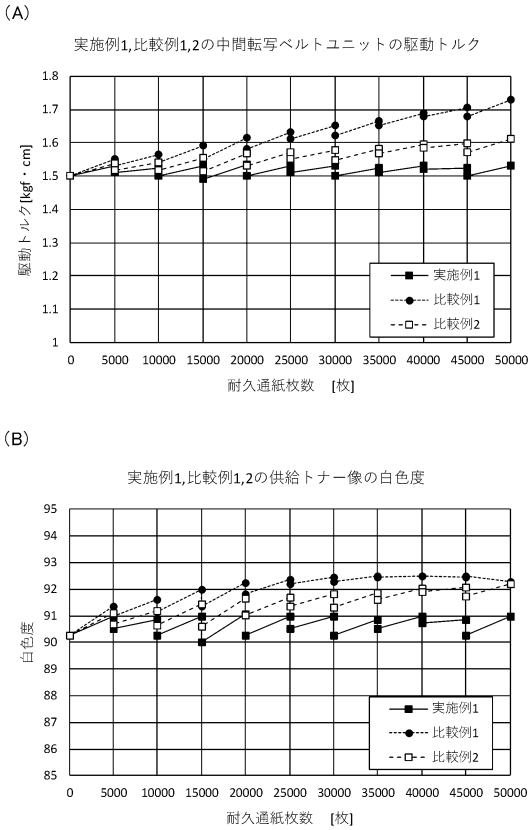 (A)
実施例1,比較例1,2の中間転写ベルトユニットの駆動トルク
1.8
1.7
1.6
1.5
1.4
1.3
1.2
1.1
1
駆動トルク[kgf・cm]
実施例1
比較例1
比較例2
0 5000 10000 15000 20000 25000 30000 35000 40000 45000 50000
耐久通紙枚数 [枚]
(B)
実施例1,比較例1,2の供給トナー像の白色度
95
94
93
92
91
90
89
88
87
86
85
白色度
実施例1
比較例1
比較例2
0 5000 10000 15000 20000 25000 30000 35000 40000 45000 50000
耐久通紙枚数 [枚]